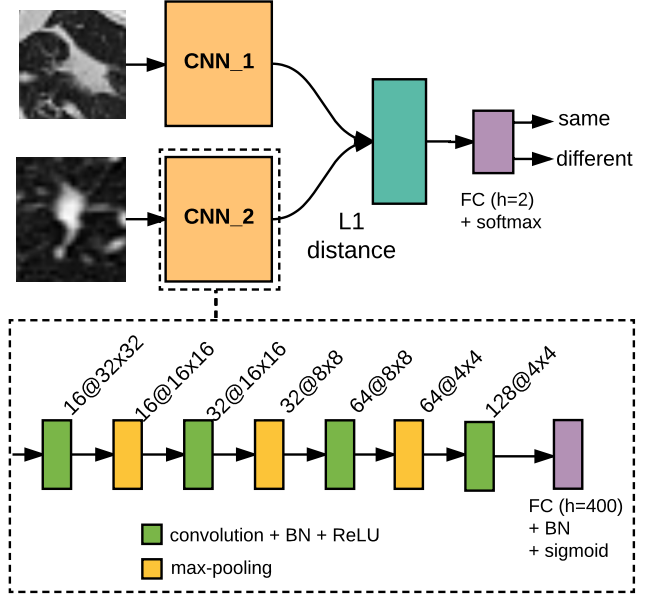 CNN_1
same
different
FC (h=2)
+ softmax
CNN_2
L1
distance
16@32x32
16@16x16
32@16x16
32@8x8
64@8x8
64@4x4
128@4x4
FC (h=400)
+ BN
+ sigmoid
convolution + BN + ReLU
max-pooling